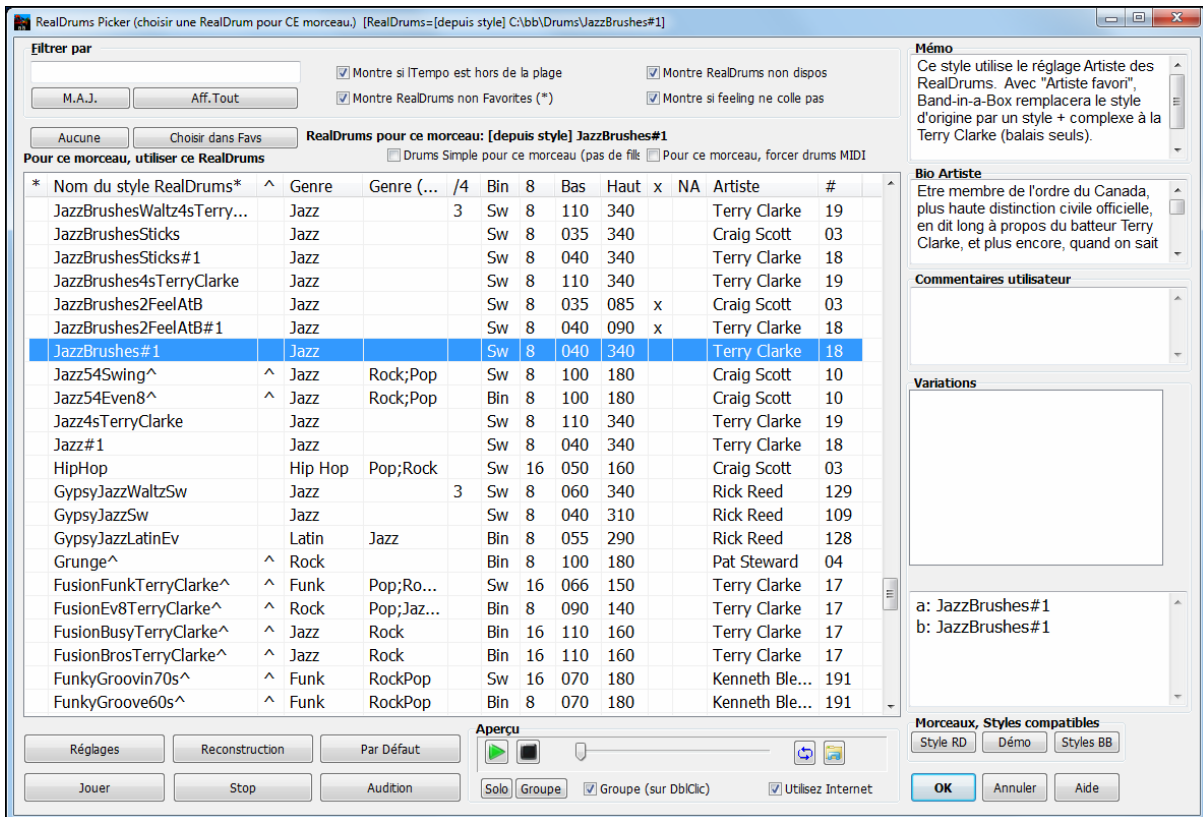 RealDrums Picker (choisir une RealDrum pour CE morceau.) [RealDrums=[depuis style] C:\bb\Drums\JazzBrushes#1]
Filtrer par
Montre si lTempo est hors de la plage
Montre RealDrums non dispos
M.A.J.
Aff.Tout
Montre RealDrums non Favorites (*)
Montre si feeling ne colle pas
Aucune
Choisir dans Favs
RealDrums pour ce morceau: [depuis style] JazzBrushes#1
Pour ce morceau, utiliser ce RealDrums
Drums Simple pour ce morceau (pas de fills
Pour ce morceau, forcer drums MIDI
* Nom du style RealDrums* ^ Genre Genre (... /4 Bin 8 Bas Haut x NA Artiste #
JazzBrushesWaltz4sTerry... Jazz 3 Sw 8 110 340 Terry Clarke 19
JazzBrushesSticks Jazz Sw 8 035 340 Craig Scott 03
JazzBrushesSticks#1 Jazz Sw 8 040 340 Terry Clarke 18
JazzBrushes4sTerryClarke Jazz Sw 8 110 340 Terry Clarke 19
JazzBrushes2FeelAtB Jazz Sw 8 035 085 x Craig Scott 03
JazzBrushes2FeelAtB#1 Jazz Sw 8 040 090 x Terry Clarke 18
JazzBrushes#1 Jazz Sw 8 040 340 Terry Clarke 18
Jazz54Swing^ ^ Jazz Rock;Pop Sw 8 100 180 Craig Scott 10
Jazz54Even8^ ^ Jazz Rock;Pop Bin 8 100 180 Craig Scott 10
Jazz4sTerryClarke Jazz Sw 8 110 340 Terry Clarke 19
Jazz#1 Jazz Sw 8 040 340 Terry Clarke 18
HipHop Hip Hop Pop;Rock Sw 16 050 160 Craig Scott 03
GypsyJazzWaltzSw Jazz 3 Sw 8 060 340 Rick Reed 129
GypsyJazzSw Jazz Sw 8 040 310 Rick Reed 109
GypsyJazzLatinEv Latin Jazz Bin 8 055 290 Rick Reed 128
Grunge^ ^ Rock Bin 8 100 180 Pat Steward 04
FusionFunkTerryClarke^ ^ Funk Pop;Ro... Sw 16 066 150 Terry Clarke 17
FusionEv8TerryClarke^ ^ Rock Pop;Jaz... Bin 8 090 140 Terry Clarke 17
FusionBusyTerryClarke^ ^ Jazz Rock Bin 16 110 160 Terry Clarke 17
FusionBrosTerryClarke^ ^ Jazz Rock Bin 16 110 160 Terry Clarke 17
FunkyGroovin70s^ ^ Funk RockPop Sw 16 070 180 Kenneth Ble... 191
FunkyGroove60s^ ^ Funk RockPop Bin 8 070 180 Kenneth Ble... 191
Réglages
Reconstruction
Par Défaut
Jouer
Stop
Audition
Aperçu
Solo
Groupe
Groupe (sur DblClic)
Utilisez Internet
Mémo
Ce style utilise le réglage Artiste des
RealDrums. Avec "Artiste favori",
Band-in-a-Box remplacera le style
d'origine par un style + complexe à la
Terry Clarke (balais seuls).
Bio Artiste
Etre membre de l'ordre du Canada,
plus haute distinction civile officielle,
en dit long à propos du batteur Terry
Clarke, et plus encore, quand on sait
Commentaires utilisateur
Variations
a: JazzBrushes#1
b: JazzBrushes#1
Morceaux, Styles compatibles
Style RD
Démo
Styles BB
OK
Annuler
Aide